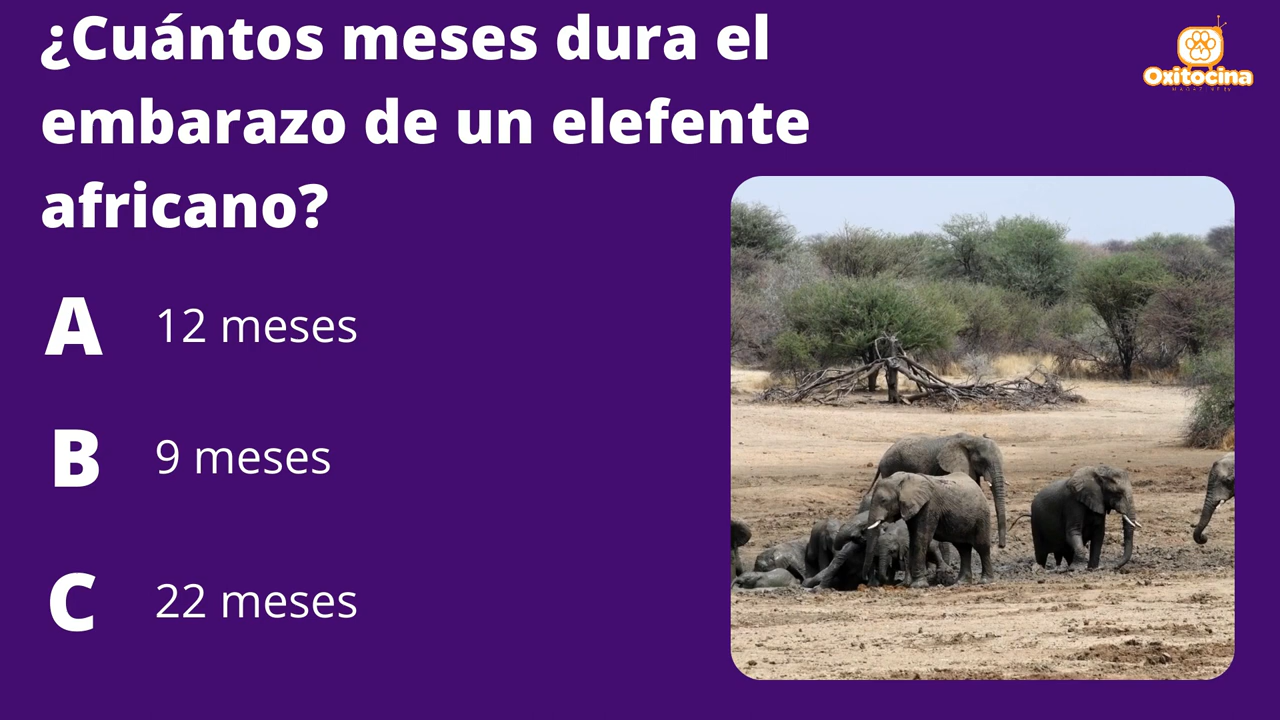 ¿Cuántos meses dura el
embarazo de un elefente
africano?
Oxitocina
A 12 meses
B 9 meses
C 22 meses